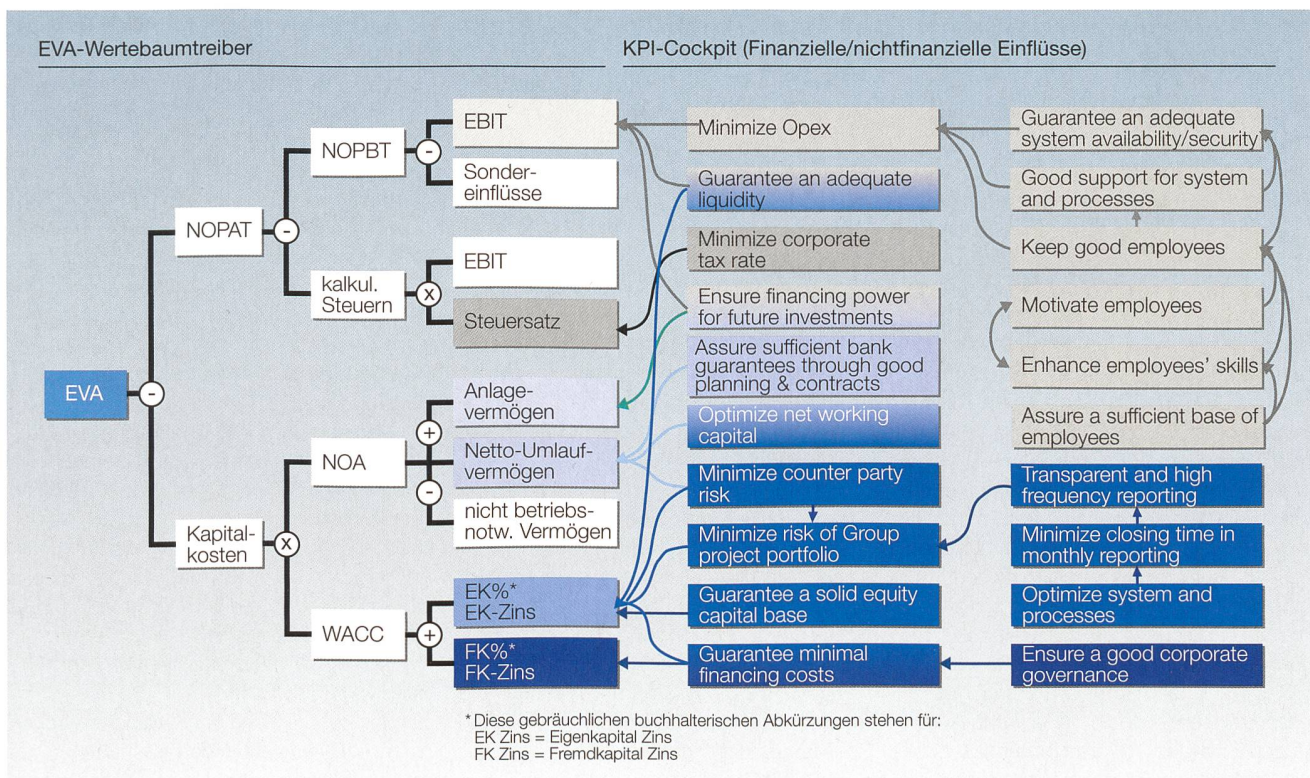 EVA-Wertebaumtreiber
KPI-Cockpit (Finanzielle/nichtfinanzielle Einflüsse)
EVA
-
NOPAT
-
NOPBT
-
EBIT
Sonder-
einflüsse
kalkul.
Steuern
x
EBIT
Steuersatz
Kapital-
kosten
x
NOA
+
-
Anlage-
vermögen
Netto-Umlauf-
vermögen
nicht betriebs-
notw. Vermögen
WACC
+
EK%*
EK-Zins
FK%*
FK-Zins
Minimize Opex
Guarantee an adequate
liquidity
Minimize corporate
tax rate
Ensure financing power
for future investments
Assure sufficient bank
guarantees through good
planning & contracts
Optimize net working
capital
Minimize counter party
risk
Minimize risk of Group
project portfolio
Guarantee a solid equity
capital base
Guarantee minimal
financing costs
Guarantee an adequate
system availability/security
Good support for system
and processes
Keep good employees
Motivate employees
Enhance employees' skills
Assure a sufficient base of
employees
Transparent and high
frequency reporting
Minimize closing time in
monthly reporting
Optimize system and
processes
Ensure a good corporate
governance
* Diese gebräuchlichen buchhalterischen Abkürzungen stehen für:
EK Zins = Eigenkapital Zins
FK Zins = Fremdkapital Zins